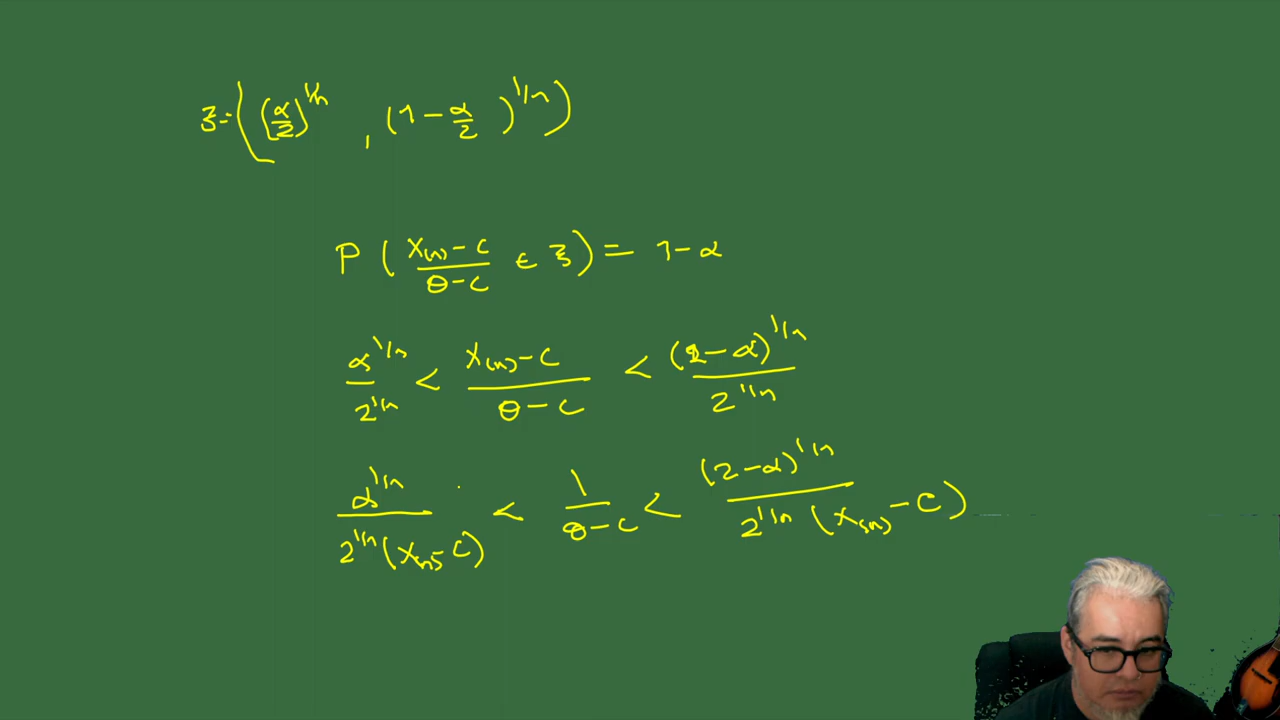 ξ = ( (α/2)^{1/n} , (1 - α/2)^{1/n} )
P ( (X_{(n)} - c)/(θ - c) ∈ ξ ) = 1 - α
α^{1/n}/2^{1/n} < (X_{(n)} - c)/(θ - c) < (2 - α)^{1/n}/2^{1/n}
α^{1/n}/(2^{1/n} (X_{(n)} - c)) < 1/(θ - c) < (2 - α)^{1/n}/(2^{1/n} (X_{(n)} - c))